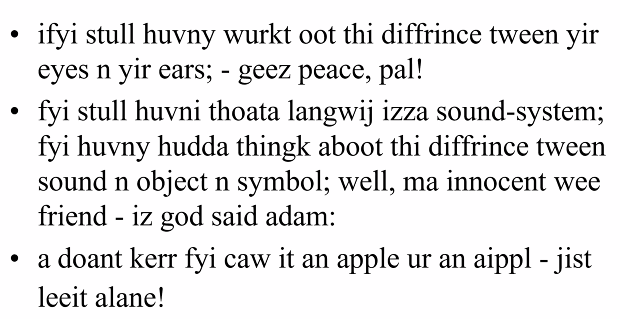 • ifyi stull huvny wurkt oot thi diffrince tween yir
eyes n yir ears; - geez peace, pal!
• fyi stull huvni thoata langwij izza sound-system;
fyi huvny hudda thingk aboot thi diffrince tween
sound n object n symbol; well, ma innocent wee
friend - iz god said adam:
• a doant kerr fyi caw it an apple ur an aippl - jist
leeit alane!